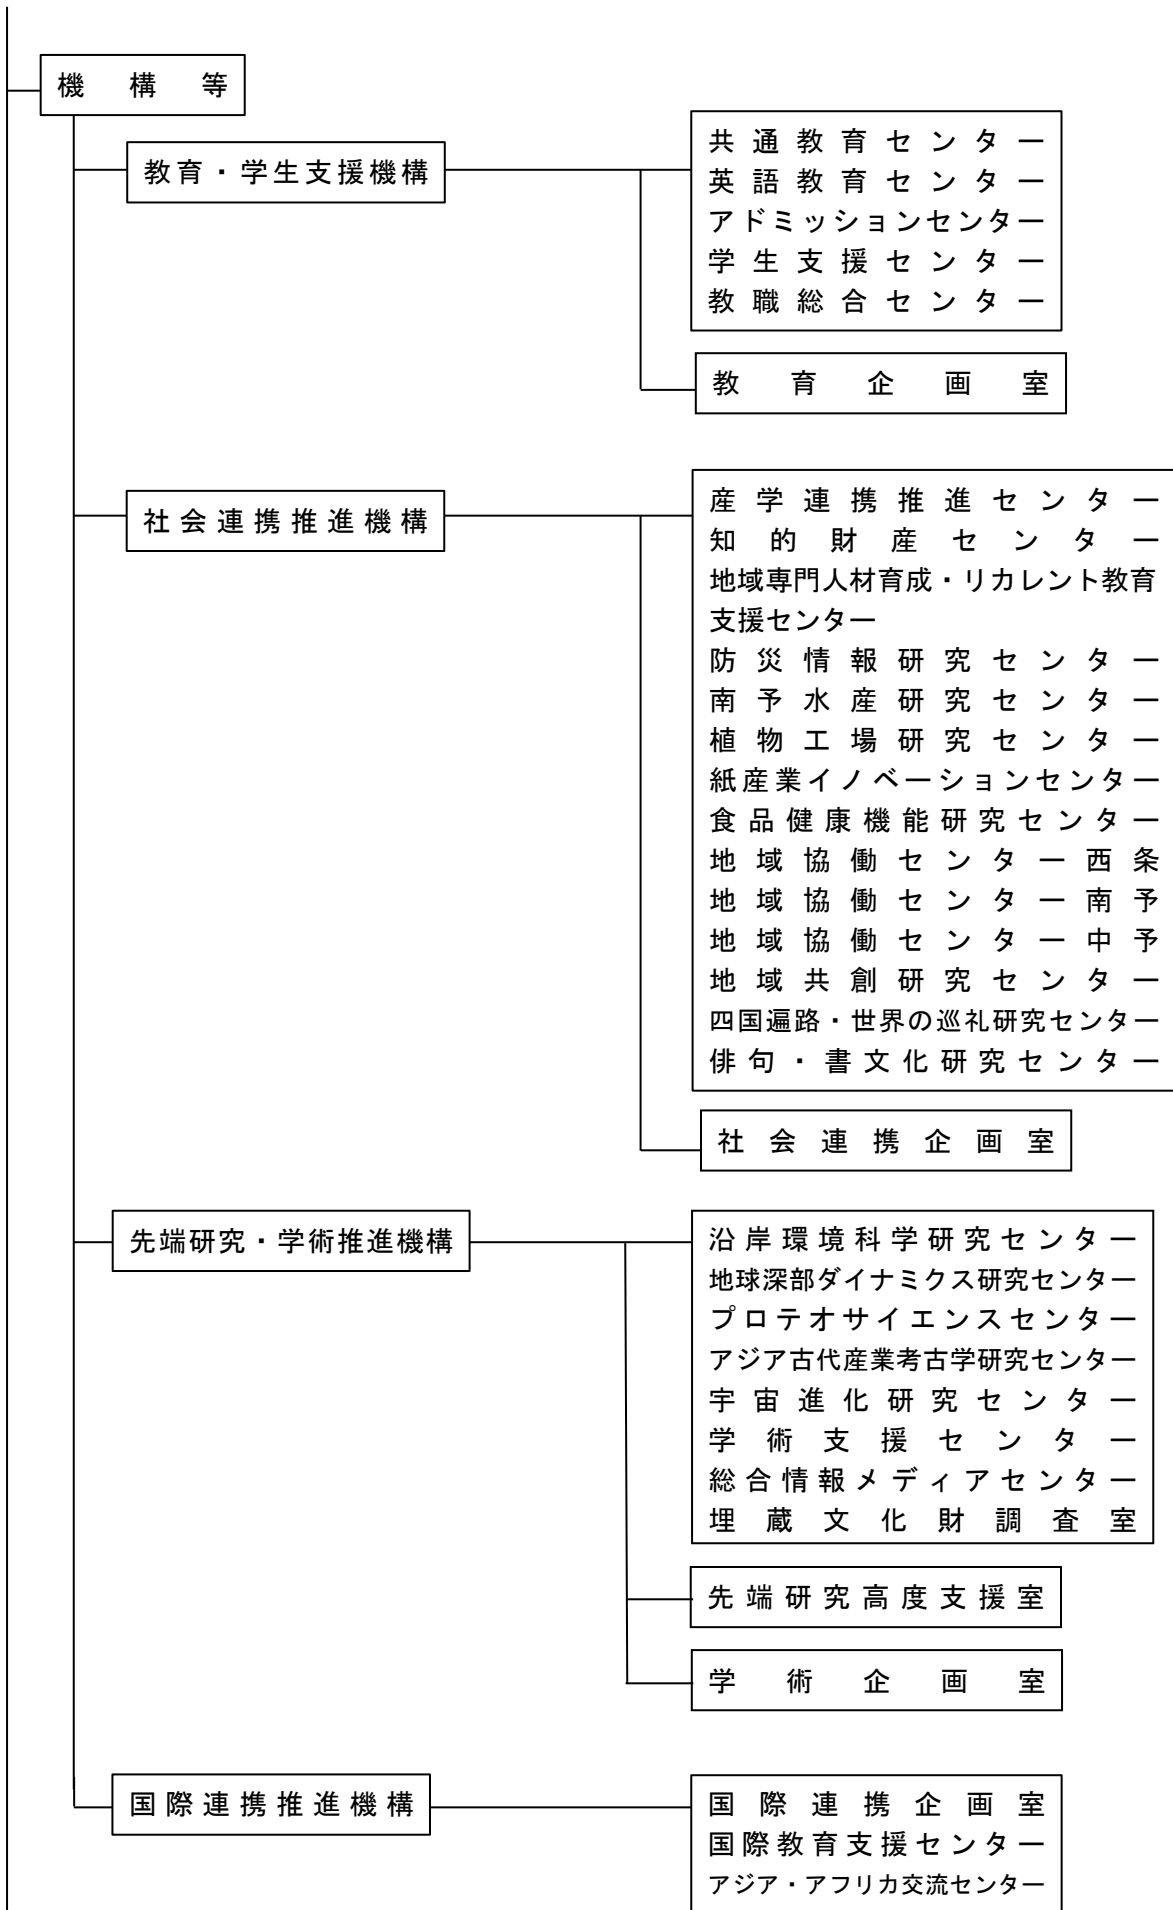 機構等
教育・学生支援機構
共通教育センター
英語教育センター
アドミッションセンター
学生支援センター
教職総合センター
教育企画室
社会連携推進機構
産学連携推進センター
知的財産センター
地域専門人材育成・リカレント教育
支援センター
防災情報研究センター
南予水産研究センター
植物工場研究センター
紙産業イノベーションセンター
食品健康機能研究センター
地域協働センター西条
地域協働センター南予
地域協働センター中予
地域共創研究センター
四国遍路・世界の巡礼研究センター
俳句・書文化研究センター
社会連携企画室
先端研究・学術推進機構
沿岸環境科学研究センター
地球深部ダイナミクス研究センター
プロテオサイエンスセンター
アジア古代産業考古学研究センター
宇宙進化研究センター
学術支援センター
総合情報メディアセンター
埋蔵文化財調査室
先端研究高度支援室
学術企画室
国際連携推進機構
国際連携企画室
国際教育支援センター
アジア・アフリカ交流センター